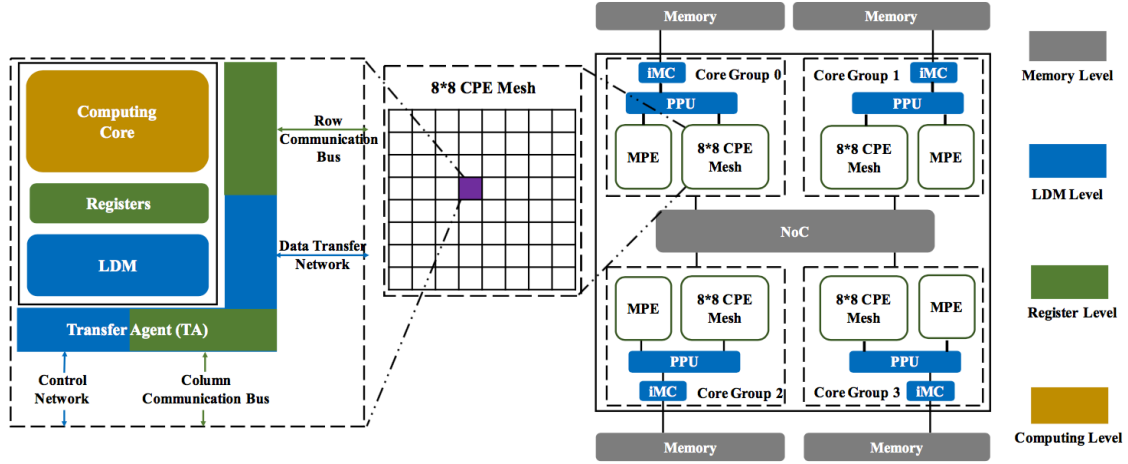 Computing
Core
Registers
LDM
Transfer Agent (TA)
Control
Network
Column
Communication Bus
Row
Communication Bus
Data Transfer
Network
8*8 CPE Mesh
Memory
Memory
iMC
Core Group 0
PPU
MPE
8*8 CPE
Mesh
Core Group 1
iMC
PPU
8*8 CPE
Mesh
MPE
NoC
MPE
8*8 CPE
Mesh
PPU
iMC
Core Group 2
8*8 CPE
Mesh
MPE
PPU
Core Group 3
iMC
Memory
Memory
Memory Level
LDM Level
Register Level
Computing Level